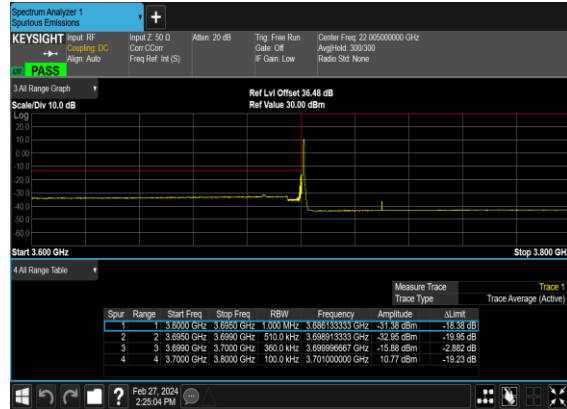 Spectrum Analyzer 1
Spurious Emissions
KEYSIGHT Input: RF Input Z: 50 Ω Atten: 20 dB Trig: Free Run Center Freq: 22.005000000 GHz
Coupling: DC Corr CCorr Gate: Off Avg|Hold: 300/300
Align: Auto Freq Ref: Int (S) IF Gain: Low Radio Std: None
PASS
3 All Range Graph
Ref Lvl Offset 36.48 dB
Scale/Div 10.0 dB Ref Value 30.00 dBm
Log
20.0
10.0
0.00
-10.0
-20.0
-30.0
-40.0
-50.0
-60.0
Start 3.600 GHz Stop 3.800 GH
4 All Range Table
Measure Trace Trace 1
Trace Type Trace Average (Active)
Spur Range Start Freq Stop Freq RBW Frequency Amplitude ΔLimit
1 1 3.6000 GHz 3.6950 GHz 1.000 MHz 3.686133333 GHz -31.38 dBm -18.38 dB
2 2 3.6950 GHz 3.6990 GHz 510.0 kHz 3.698913333 GHz -32.95 dBm -19.95 dB
3 3 3.6990 GHz 3.7000 GHz 360.0 kHz 3.699996667 GHz -15.88 dBm -2.882 dB
4 4 3.7000 GHz 3.8000 GHz 100.0 kHz 3.701000000 GHz 10.77 dBm -19.23 dB
? Feb 27, 2024
2:25:04 PM